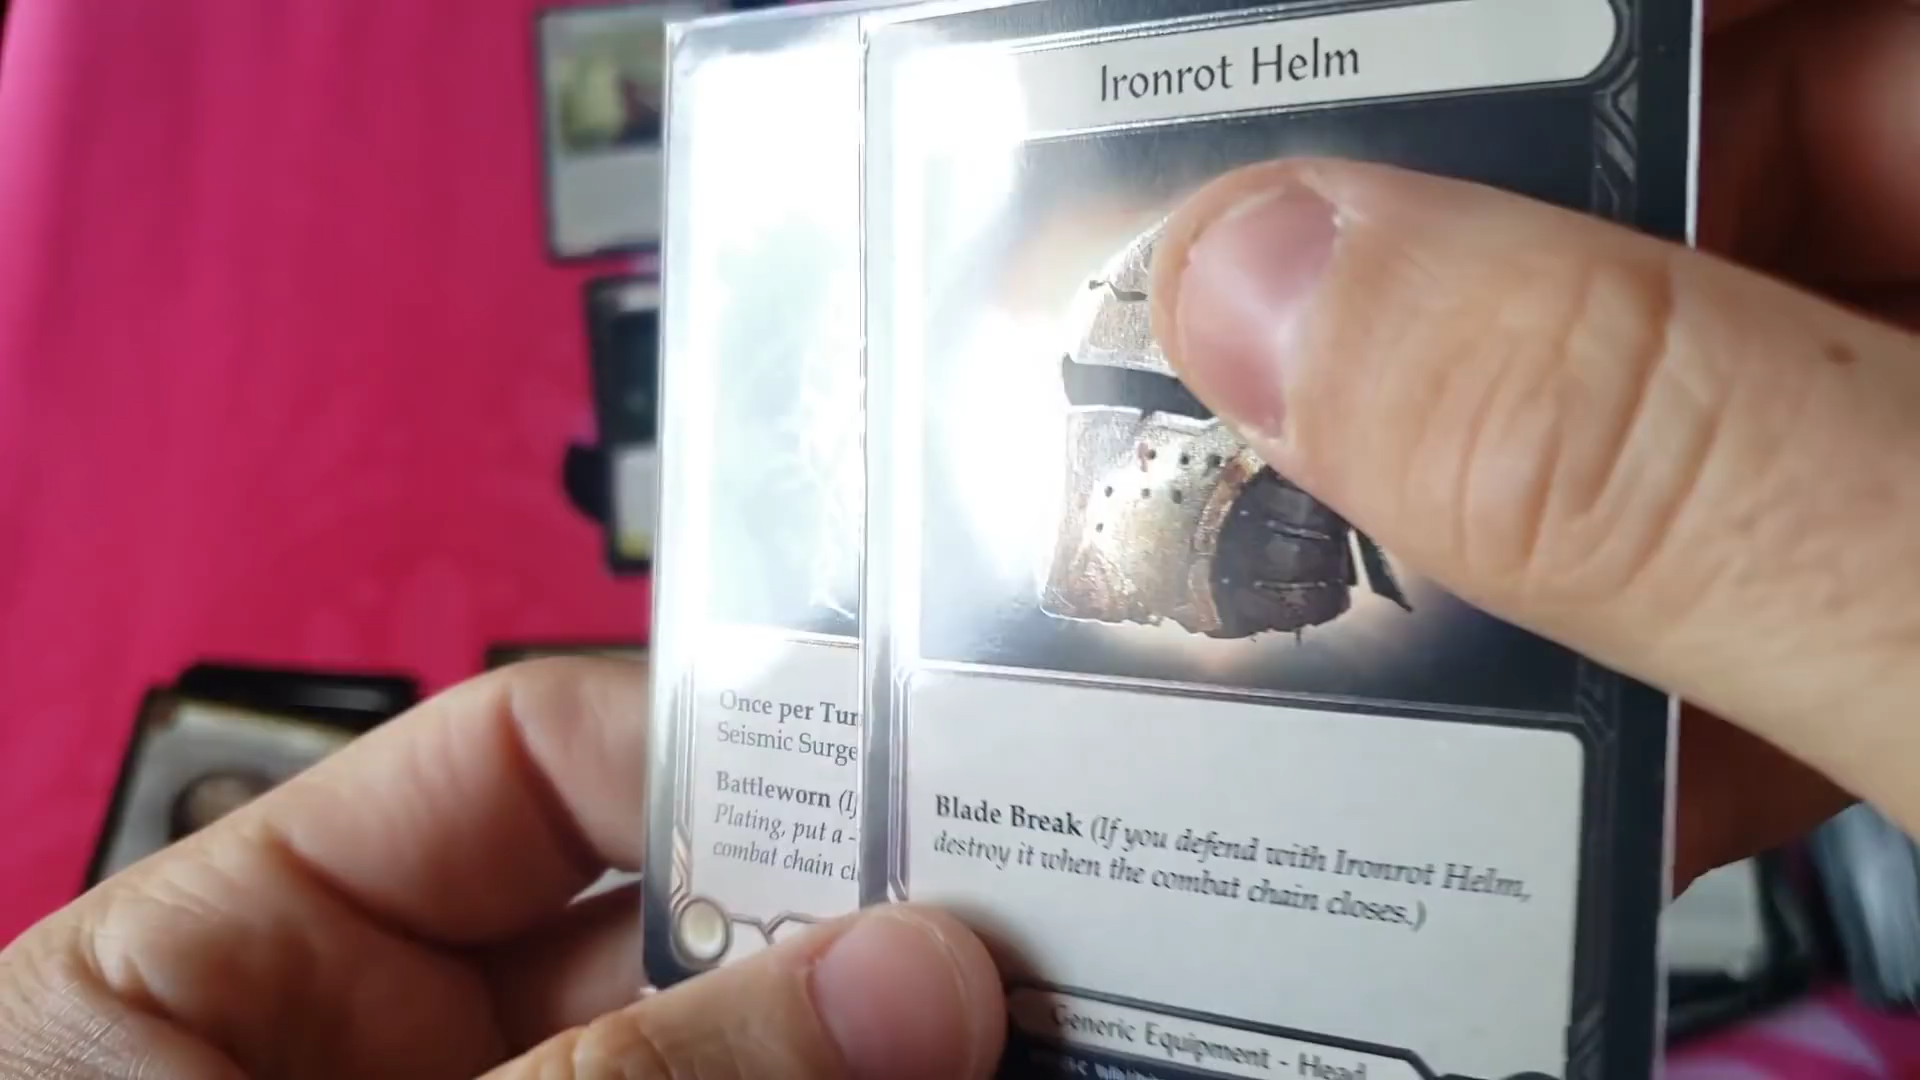 Ironrot Helm
Once per Tur
Seismic Surge
Battleworn (If
Plating, put a -
combat chain cl
Blade Break (If you defend with Ironrot Helm,
destroy it when the combat chain closes.)
Generic Equipment - Head